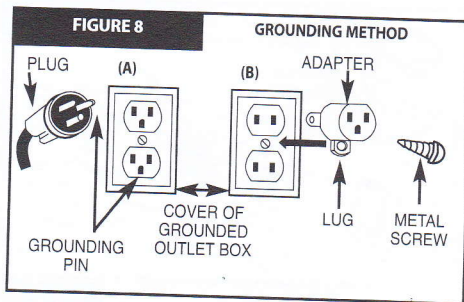 FIGURE 8
GROUNDING METHOD
PLUG
(A)
(B)
ADAPTER
GROUNDING
PIN
COVER OF
GROUNDED
OUTLET BOX
LUG
METAL
SCREW